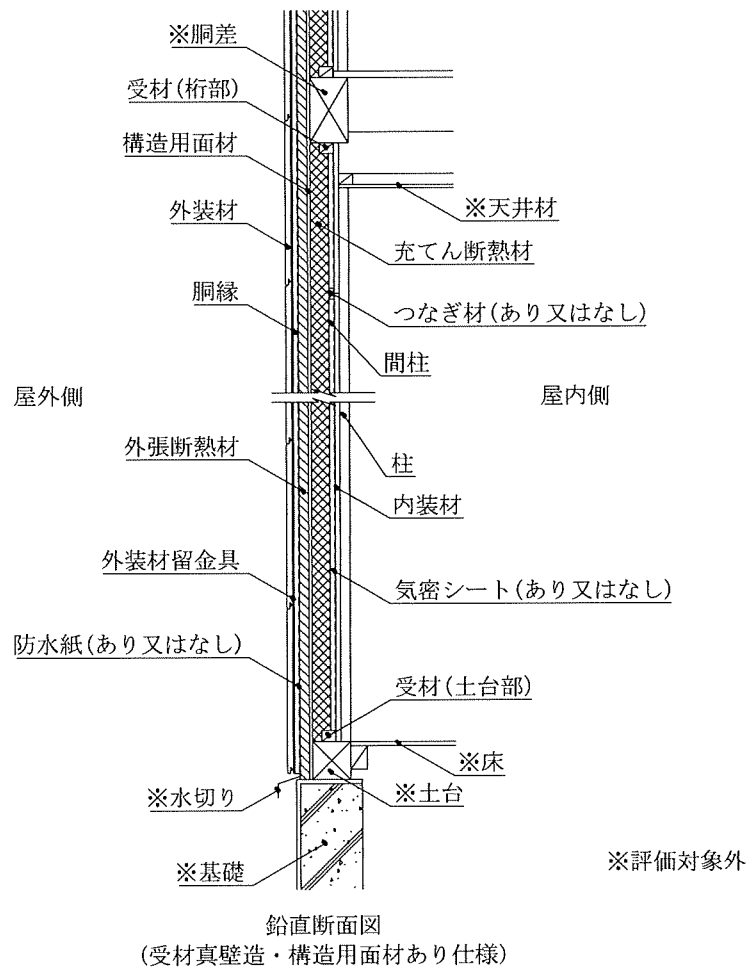 ※胴差
受材(桁部)
構造用面材
外装材
※天井材
充てん断熱材
胴縁
つなぎ材(あり又はなし)
間柱
屋外側
屋内側
外張断熱材
柱
内装材
外装材留金具
気密シート(あり又はなし)
防水紙(あり又はなし)
受材(土台部)
※床
※水切り
※土台
※基礎
※評価対象外
鉛直断面図
(受材真壁造・構造用面材あり仕様)